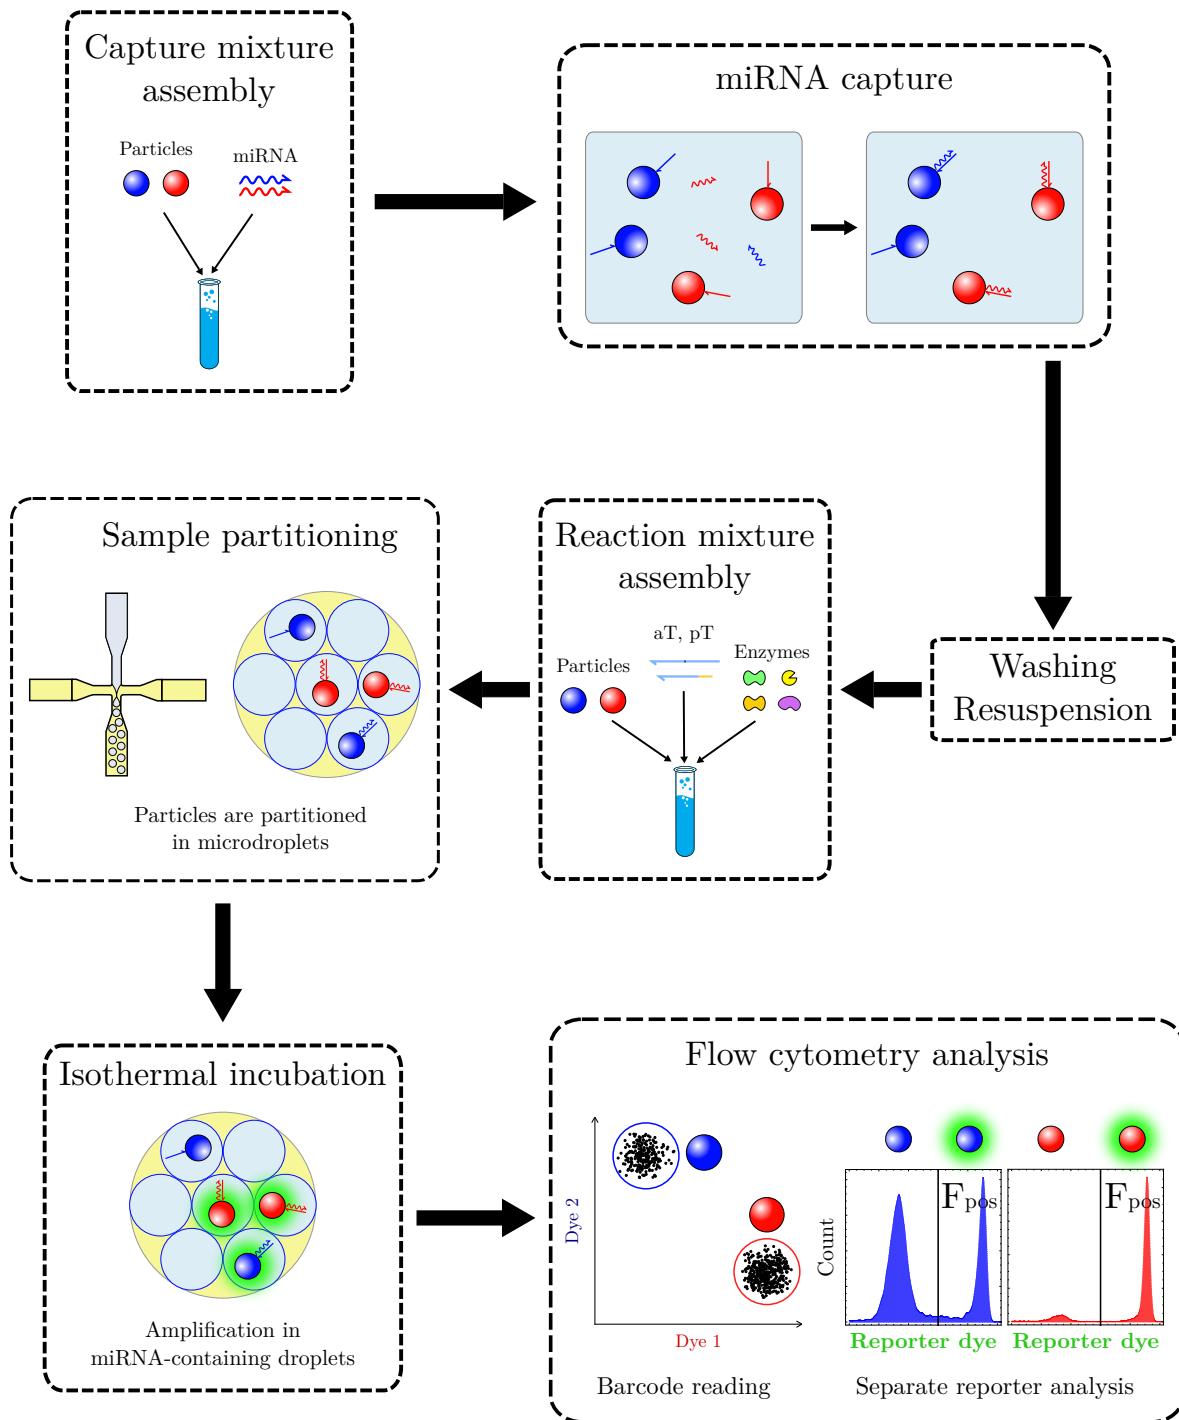 Capture mixture
assembly
Particles
miRNA
miRNA capture
Sample partitioning
Particles are partitioned
in microdroplets
Reaction mixture
assembly
aT, pT
Particles
Enzymes
Washing
Resuspension
Isothermal incubation
Amplification in
miRNA-containing droplets
Flow cytometry analysis
Dye 2
Dye 1
Barcode reading
Count
Fpos
Fpos
Reporter dye
Reporter dye
Separate reporter analysis